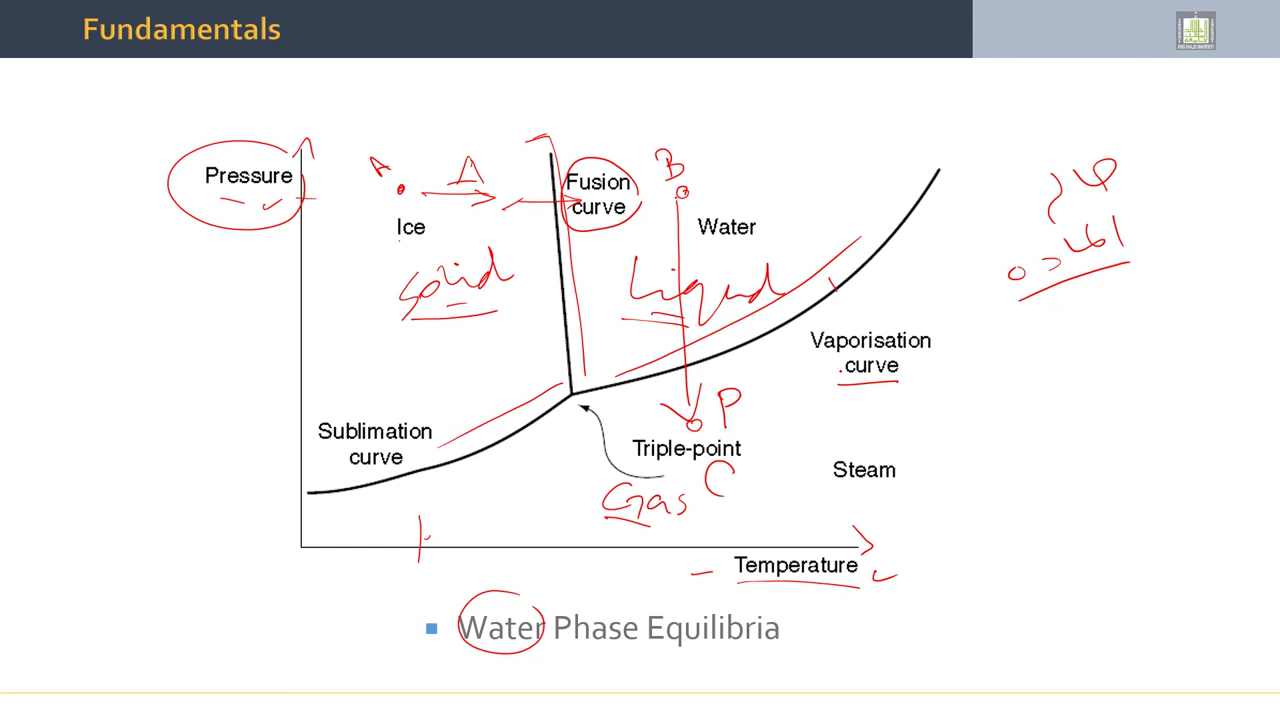 Fundamentals
Pressure
A
Δ
Fusion
curve
B
Ice
Water
Solid
Liquid
Vaporisation
curve
Sublimation
curve
P
Triple-point
Steam
Gas
C
Temperature
Water Phase Equilibria